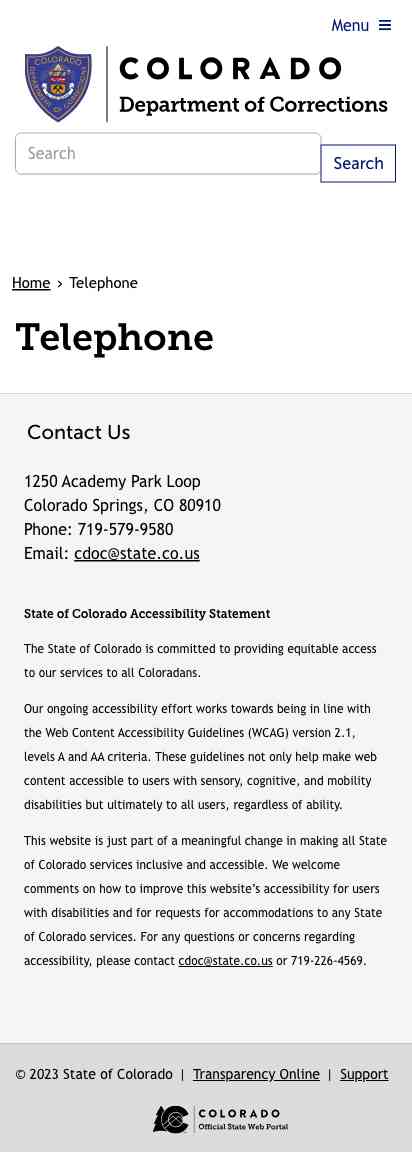 Menu
COLORADO
Department of Corrections
Search
Search
Home › Telephone
Telephone
Contact Us
1250 Academy Park Loop
Colorado Springs, CO 80910
Phone: 719-579-9580
Email: cdoc@state.co.us
State of Colorado Accessibility Statement
The State of Colorado is committed to providing equitable access
to our services to all Coloradans.
Our ongoing accessibility effort works towards being in line with
the Web Content Accessibility Guidelines (WCAG) version 2.1,
levels A and AA criteria. These guidelines not only help make web
content accessible to users with sensory, cognitive, and mobility
disabilities but ultimately to all users, regardless of ability.
This website is just part of a meaningful change in making all State
of Colorado services inclusive and accessible. We welcome
comments on how to improve this website's accessibility for users
with disabilities and for requests for accommodations to any State
of Colorado services. For any questions or concerns regarding
accessibility, please contact cdoc@state.co.us or 719-226-4569.
© 2023 State of Colorado | Transparency Online | Support
COLORADO
Official State Web Portal